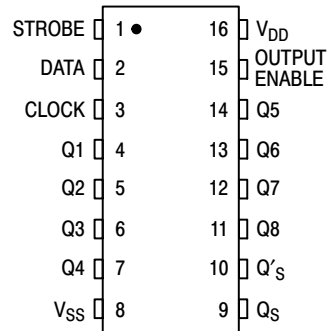 STROBE 1 16 VDD
DATA 2 15 OUTPUT ENABLE
CLOCK 3 14 Q5
Q1 4 13 Q6
Q2 5 12 Q7
Q3 6 11 Q8
Q4 7 10 Q′S
VSS 8 9 QS